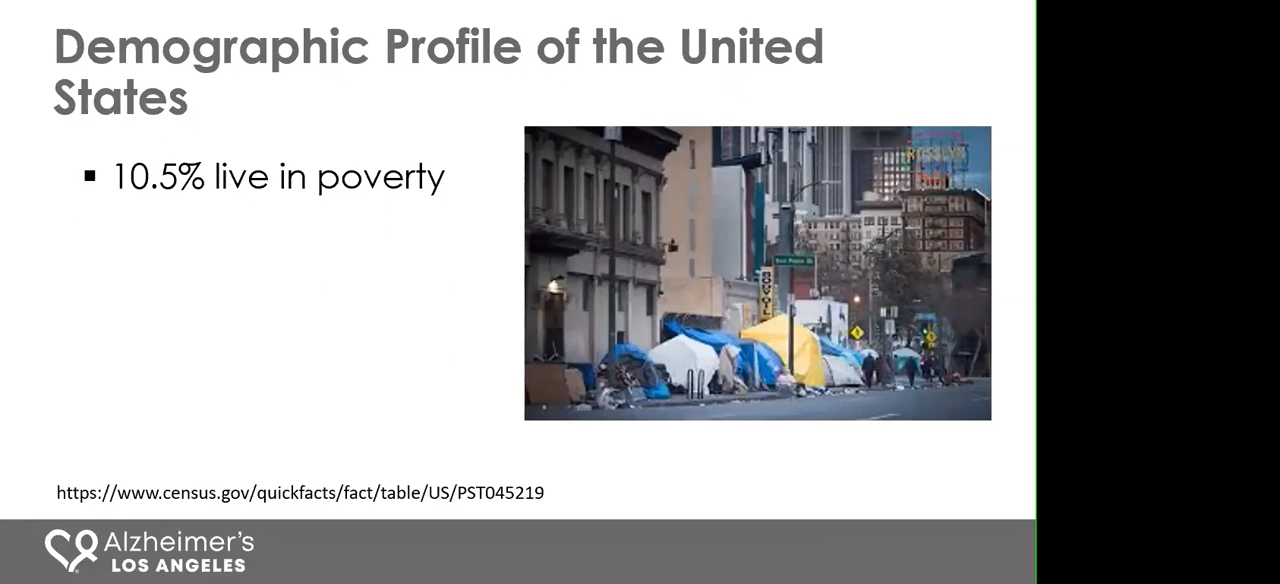 Demographic Profile of the United
States
▪ 10.5% live in poverty
ROSSLYN
https://www.census.gov/quickfacts/fact/table/US/PST045219
Alzheimer's
LOS ANGELES